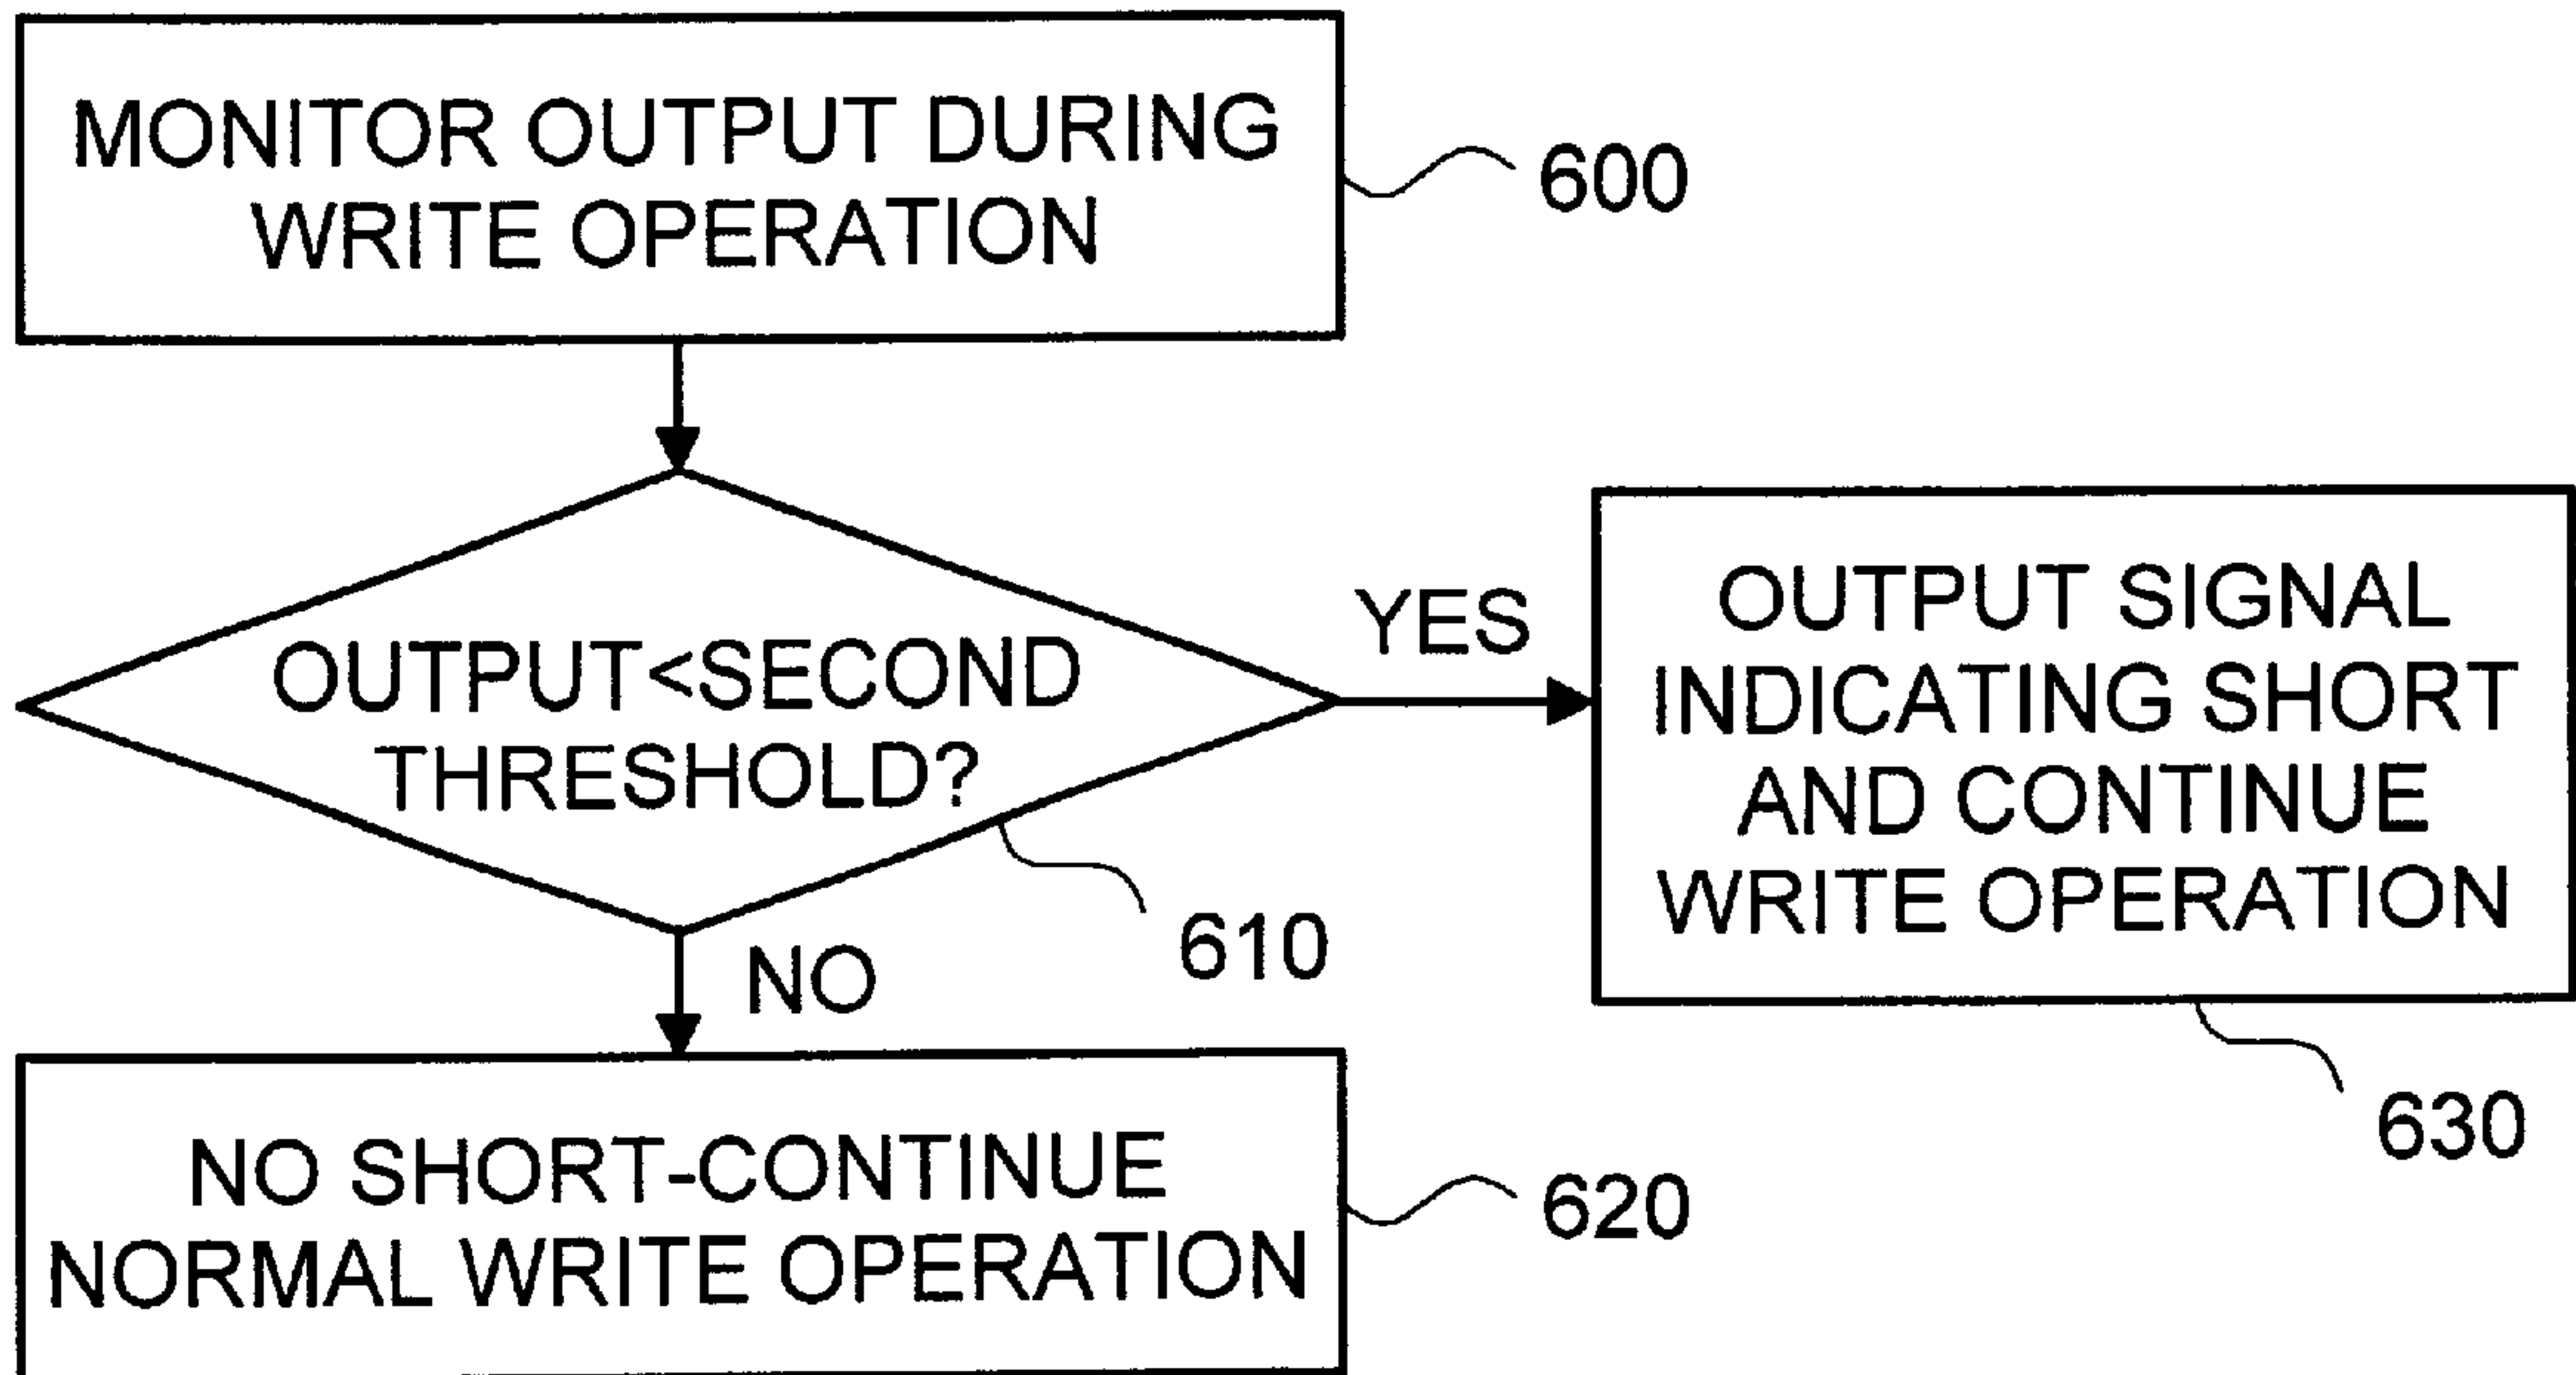 MONITOR OUTPUT DURING
WRITE OPERATION
600
OUTPUT<SECOND
THRESHOLD?
610
YES
OUTPUT SIGNAL
INDICATING SHORT
AND CONTINUE
WRITE OPERATION
630
NO
NO SHORT-CONTINUE
NORMAL WRITE OPERATION
620